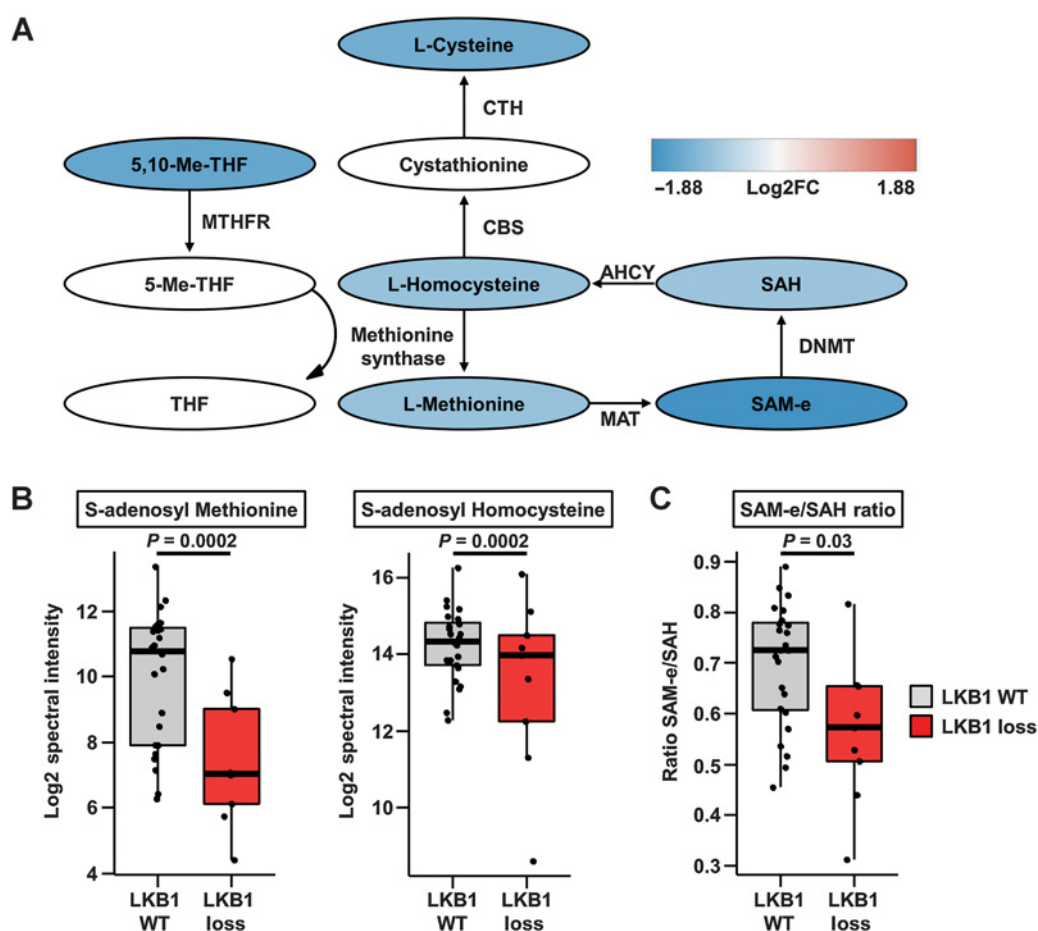 A
L-Cysteine
CTH
5,10-Me-THF
Cystathionine
−1.88 Log2FC 1.88
MTHFR
CBS
5-Me-THF
L-Homocysteine
AHCY
SAH
Methionine
synthase
DNMT
THF
L-Methionine
MAT
SAM-e
B
S-adenosyl Methionine
P = 0.0002
Log2 spectral intensity
12
10
8
6
4
LKB1
WT
LKB1
loss
S-adenosyl Homocysteine
P = 0.0002
Log2 spectral intensity
16
14
12
10
LKB1
WT
LKB1
loss
C
SAM-e/SAH ratio
P = 0.03
Ratio SAM-e/SAH
0.9
0.8
0.7
0.6
0.5
0.4
0.3
LKB1
WT
LKB1
loss
LKB1 WT
LKB1 loss